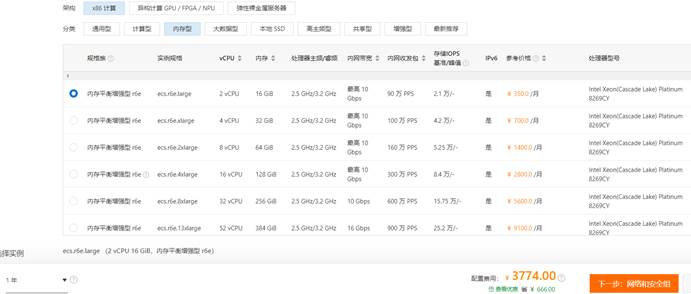 架构 x86 计算 异构计算 GPU / FPGA / NPU 弹性裸金属服务器
分类 通用型 计算型 内存型 大数据型 本地 SSD 高主频型 共享型 增强型 最新推荐
规格族 实例规格 vCPU 内存 处理器主频/睿频 内网带宽 内网收发包 存储IOPS 基准/峰值 IPv6 参考价格 处理器型号
内存平衡增强型 r6e ecs.r6e.large 2 vCPU 16 GiB 2.5 GHz/3.2 GHz 最高 10 Gbps 90 万 PPS 2.1 万/- 是 ¥ 350.0 /月 Intel Xeon(Cascade Lake) Platinum 8269CY
内存平衡增强型 r6e ecs.r6e.xlarge 4 vCPU 32 GiB 2.5 GHz/3.2 GHz 最高 10 Gbps 100 万 PPS 4.2 万/- 是 ¥ 700.0 /月 Intel Xeon(Cascade Lake) Platinum 8269CY
内存平衡增强型 r6e ecs.r6e.2xlarge 8 vCPU 64 GiB 2.5 GHz/3.2 GHz 最高 10 Gbps 160 万 PPS 5.25 万/- 是 ¥ 1400.0 /月 Intel Xeon(Cascade Lake) Platinum 8269CY
内存平衡增强型 r6e ecs.r6e.4xlarge 16 vCPU 128 GiB 2.5 GHz/3.2 GHz 最高 10 Gbps 300 万 PPS 8.4 万/- 是 ¥ 2800.0 /月 Intel Xeon(Cascade Lake) Platinum 8269CY
内存平衡增强型 r6e ecs.r6e.8xlarge 32 vCPU 256 GiB 2.5 GHz/3.2 GHz 10 Gbps 600 万 PPS 15.75 万/- 是 ¥ 5600.0 /月 Intel Xeon(Cascade Lake) Platinum 8269CY
内存平衡增强型 r6e ecs.r6e.13xlarge 52 vCPU 384 GiB 2.5 GHz/3.2 GHz 16 Gbps 900 万 PPS 25.2 万/- 是 ¥ 9100.0 /月 Intel Xeon(Cascade Lake) Platinum 8269CY
选择实例 ecs.r6e.large （2 vCPU 16 GiB，内存平衡增强型 r6e）
1 年 配置费用： ¥ 3774.00 下一步：网络和安全组
查看优惠 省 ¥ 666.00